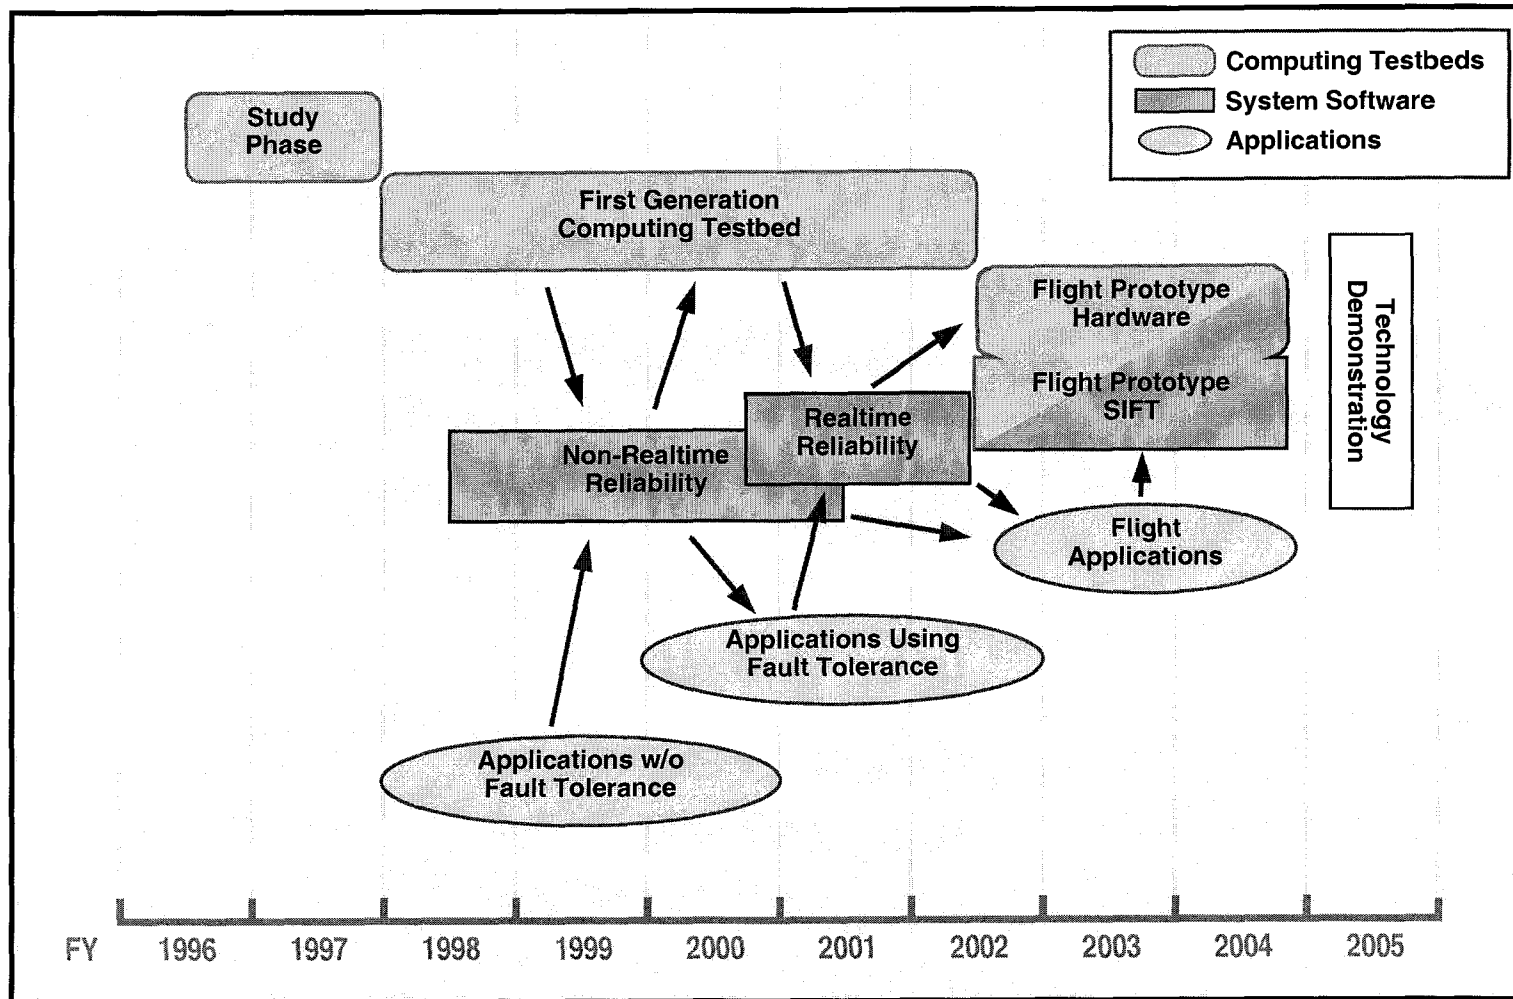 Computing Testbeds
System Software
Applications
Study
Phase
First Generation
Computing Testbed
Flight Prototype
Hardware
Flight Prototype
SIFT
Technology
Demonstration
Realtime
Reliability
Non-Realtime
Reliability
Flight
Applications
Applications Using
Fault Tolerance
Applications w/o
Fault Tolerance
FY 1996 1997 1998 1999 2000 2001 2002 2003 2004 2005